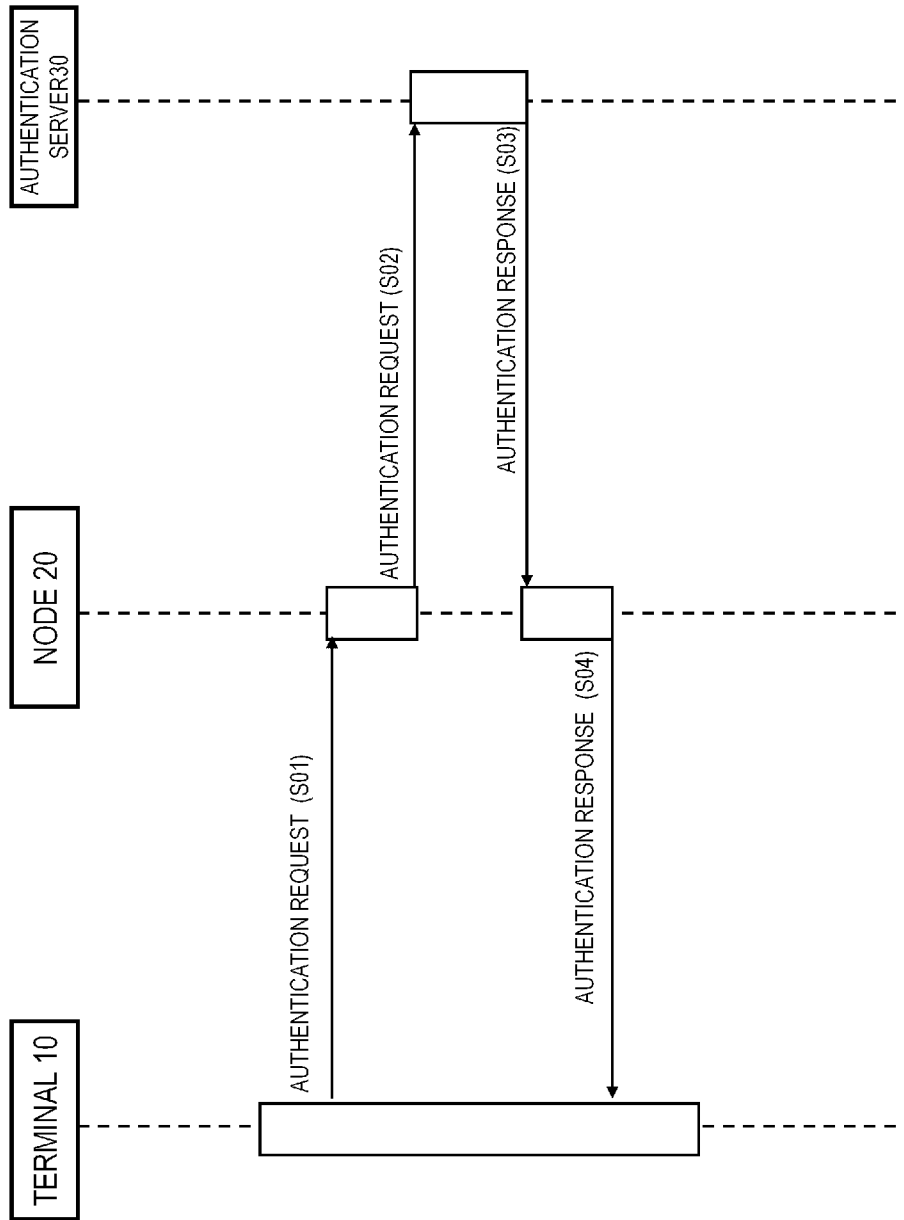 TERMINAL 10
NODE 20
AUTHENTICATION
SERVER30
AUTHENTICATION REQUEST (S01)
AUTHENTICATION REQUEST (S02)
AUTHENTICATION RESPONSE (S03)
AUTHENTICATION RESPONSE (S04)